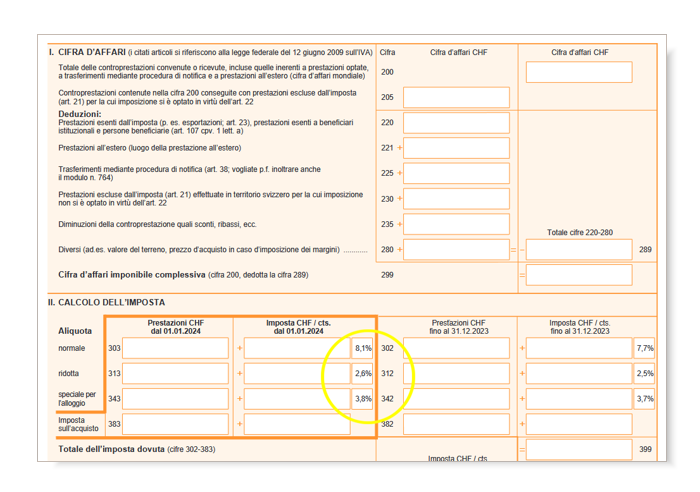 I. CIFRA D'AFFARI (i citati articoli si riferiscono alla legge federale del 12 giugno 2009 sull'IVA) Cifra Cifra d'affari CHF Cifra d'affari CHF
Totale delle controprestazioni convenute o ricevute, incluse quelle inerenti a prestazioni optate,
a trasferimenti mediante procedura di notifica e a prestazioni all'estero (cifra d'affari mondiale) 200
Controprestazioni contenute nella cifra 200 conseguite con prestazioni escluse dall'imposta
(art. 21) per la cui imposizione si è optato in virtù dell'art. 22 205
Deduzioni:
Prestazioni esenti dall'imposta (p. es. esportazioni; art. 23), prestazioni esenti a beneficiari
istituzionali e persone beneficiarie (art. 107 cpv. 1 lett. a) 220
Prestazioni all'estero (luogo della prestazione all'estero) 221 +
Trasferimenti mediante procedura di notifica (art. 38; vogliate p.f. inoltrare anche
il modulo n. 764) 225 +
Prestazioni escluse dall'imposta (art. 21) effettuate in territorio svizzero per la cui imposizione
non si è optato in virtù dell'art. 22 230 +
Diminuzioni della controprestazione quali sconti, ribassi, ecc. 235 +
Totale cifre 220-280
Diversi (ad.es. valore del terreno, prezzo d'acquisto in caso d'imposizione dei margini) ............ 280 + = – 289
Cifra d'affari imponibile complessiva (cifra 200, dedotta la cifra 289) 299 =
II. CALCOLO DELL'IMPOSTA
Aliquota Prestazioni CHF dal 01.01.2024 Imposta CHF / cts. dal 01.01.2024 Prestazioni CHF fino al 31.12.2023 Imposta CHF / cts. fino al 31.12.2023
normale 303 + 8,1% 302 + 7,7%
ridotta 313 + 2,6% 312 + 2,5%
speciale per
l'alloggio 343 + 3,8% 342 + 3,7%
Imposta
sull'acquisto 383 + 382 +
Totale dell'imposta dovuta (cifre 302-383) = 399
Imposta CHF / cts.